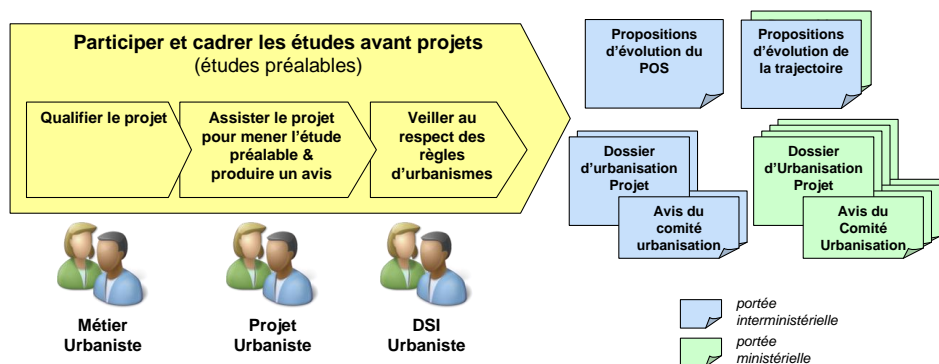 Participer et cadrer les études avant projets
(études préalables)
Qualifier le projet
Assister le projet
pour mener l'étude
préalable &
produire un avis
Veiller au
respect des
règles
d'urbanismes
Métier
Urbaniste
Projet
Urbaniste
DSI
Urbaniste
Propositions
d'évolution du
POS
Propositions
d'évolution de
la trajectoire
Dossier
d'urbanisation
Projet
Avis du
comité
urbanisation
Dossier
d'Urbanisation
Projet
Avis du
Comité
Urbanisation
portée
interministérielle
portée
ministérielle